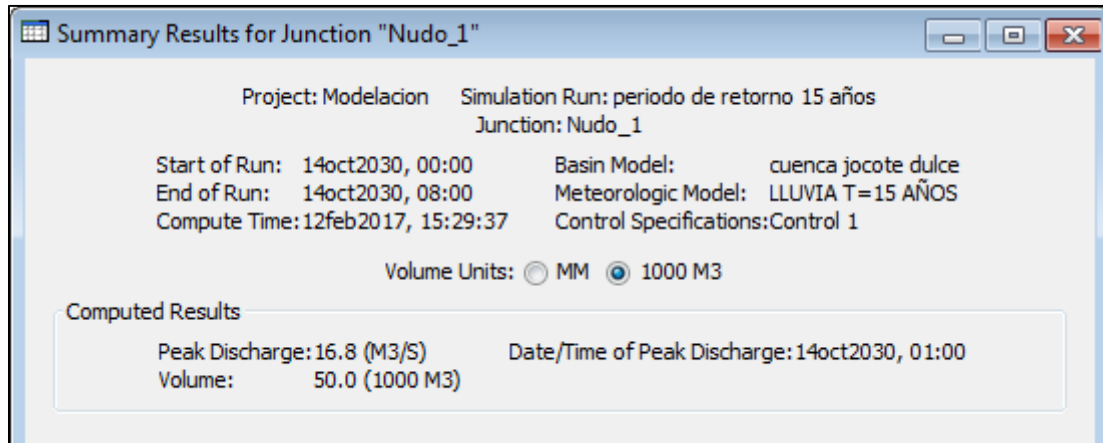 Summary Results for Junction "Nudo_1"
Project: Modelacion Simulation Run: periodo de retorno 15 años
Junction: Nudo_1
Start of Run: 14oct2030, 00:00 Basin Model: cuenca jocote dulce
End of Run: 14oct2030, 08:00 Meteorologic Model: LLUVIA T=15 AÑOS
Compute Time:12feb2017, 15:29:37 Control Specifications:Control 1
Volume Units: MM 1000 M3
Computed Results
Peak Discharge:16.8 (M3/S) Date/Time of Peak Discharge:14oct2030, 01:00
Volume: 50.0 (1000 M3)